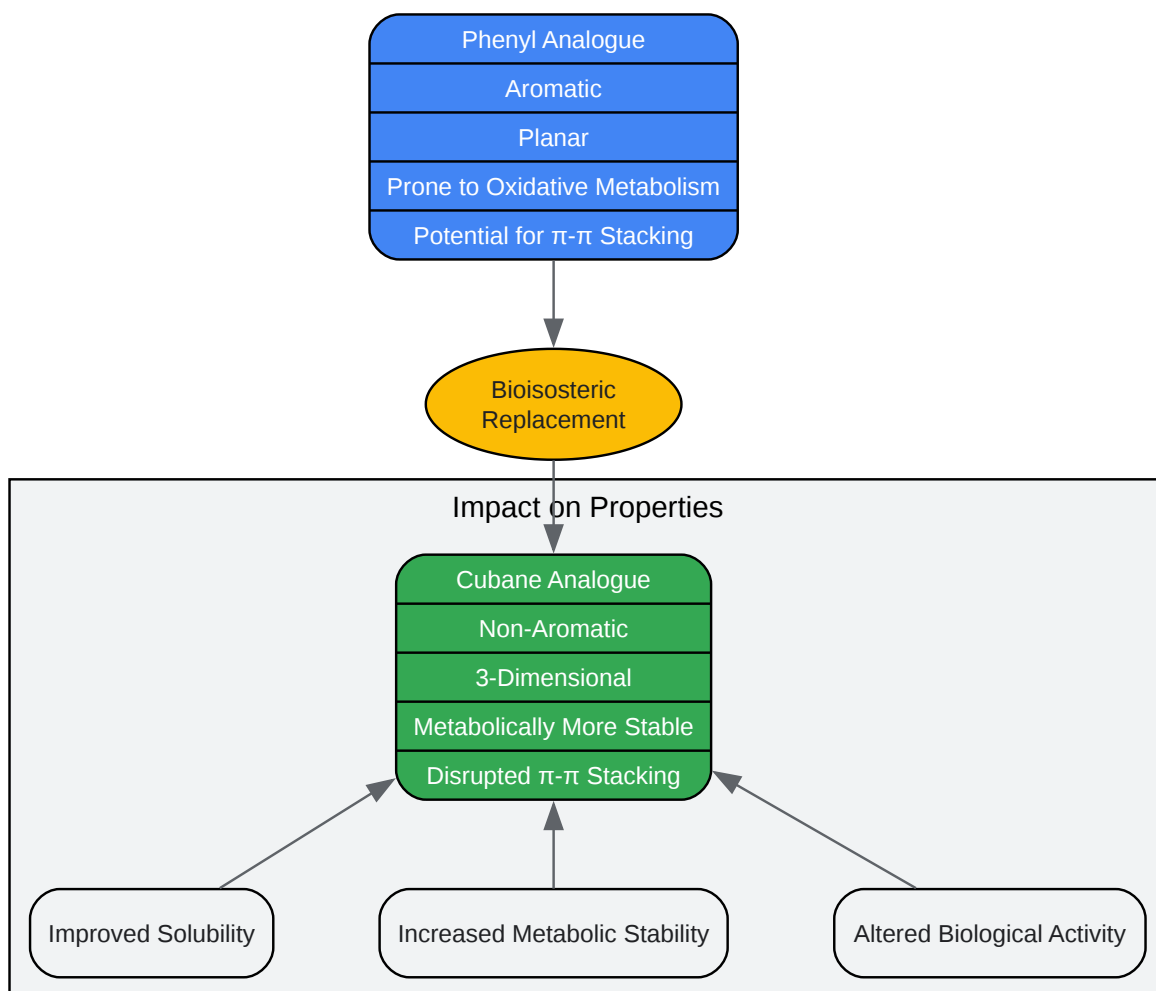 Phenyl Analogue
Aromatic
Planar
Prone to Oxidative Metabolism
Potential for π-π Stacking
Bioisosteric
Replacement
Impact on Properties
Cubane Analogue
Non-Aromatic
3-Dimensional
Metabolically More Stable
Disrupted π-π Stacking
Improved Solubility
Increased Metabolic Stability
Altered Biological Activity